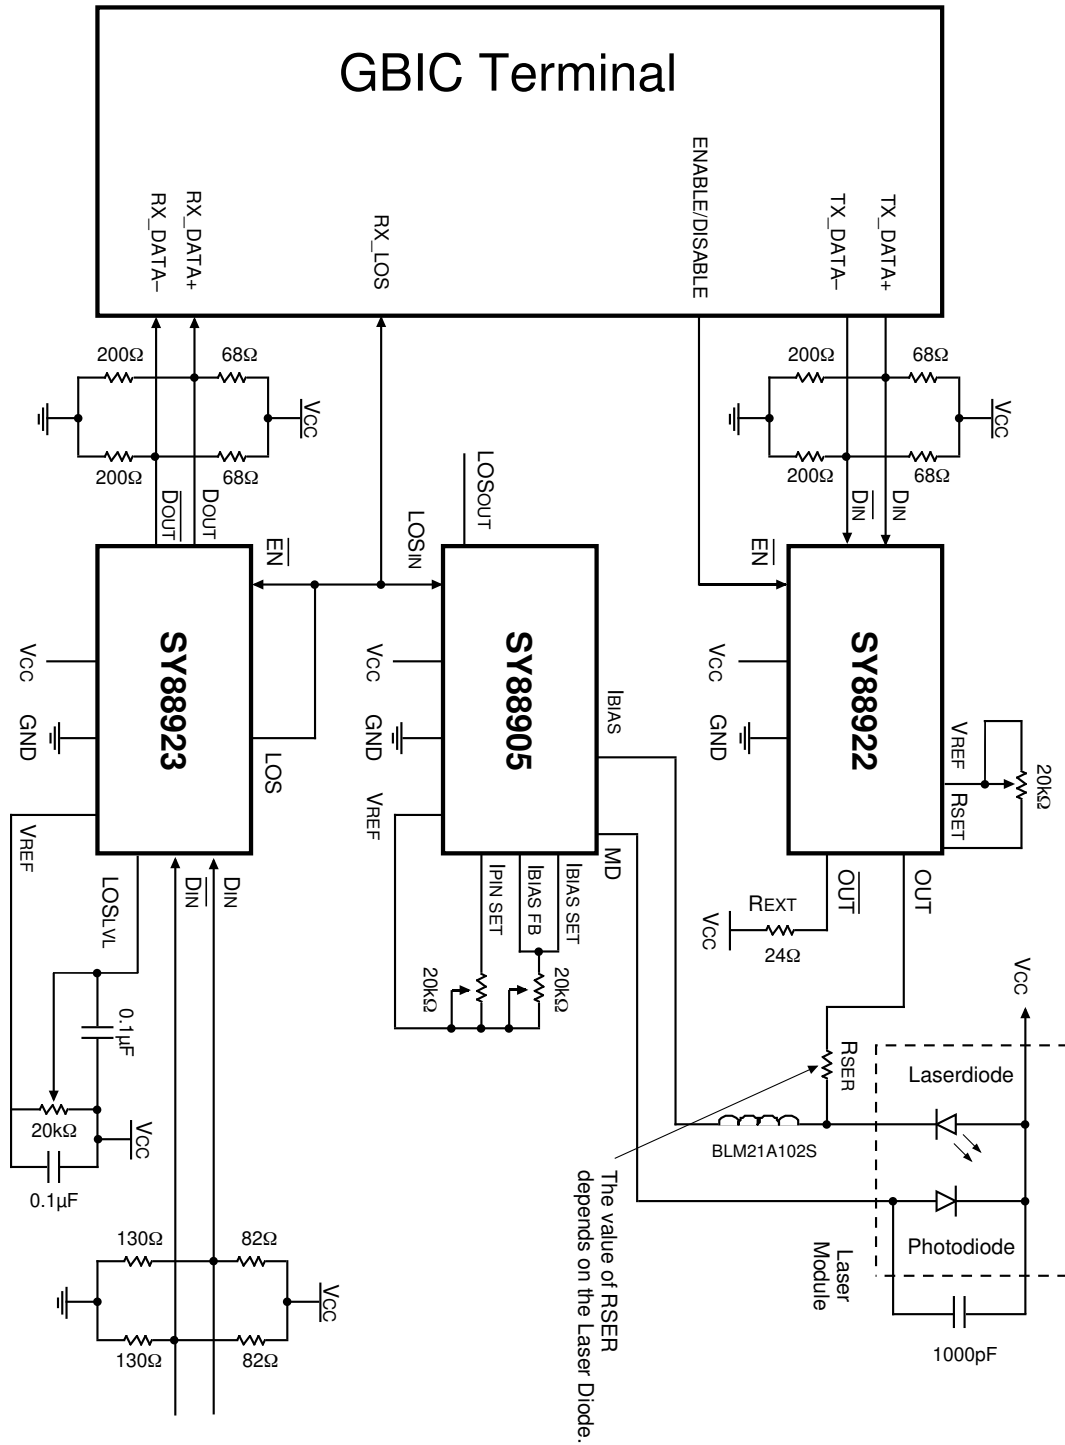 GBIC Terminal
RX_DATA–
RX_DATA+
RX_LOS
ENABLE/DISABLE
TX_DATA–
TX_DATA+
200Ω
68Ω
VCC
200Ω
68Ω
200Ω
68Ω
VCC
200Ω
68Ω
DOUT
DOUT
EN
LOSIN
LOSOUT
EN
DIN
DIN
SY88923
SY88905
SY88922
VCC
GND
VREF
LOS
VCC
GND
VREF
IBIAS
MD
VCC
GND
VREF
RSET
20kΩ
LOSLVL
DIN
DIN
IPIN SET
IBIAS FB
IBIAS SET
20kΩ
20kΩ
OUT
OUT
REXT
24Ω
VCC
VCC
0.1µF
20kΩ
VCC
0.1µF
RSER
BLM21A102S
Laserdiode
Photodiode
Laser
Module
1000pF
The value of RSER
depends on the Laser Diode.
130Ω
82Ω
VCC
130Ω
82Ω